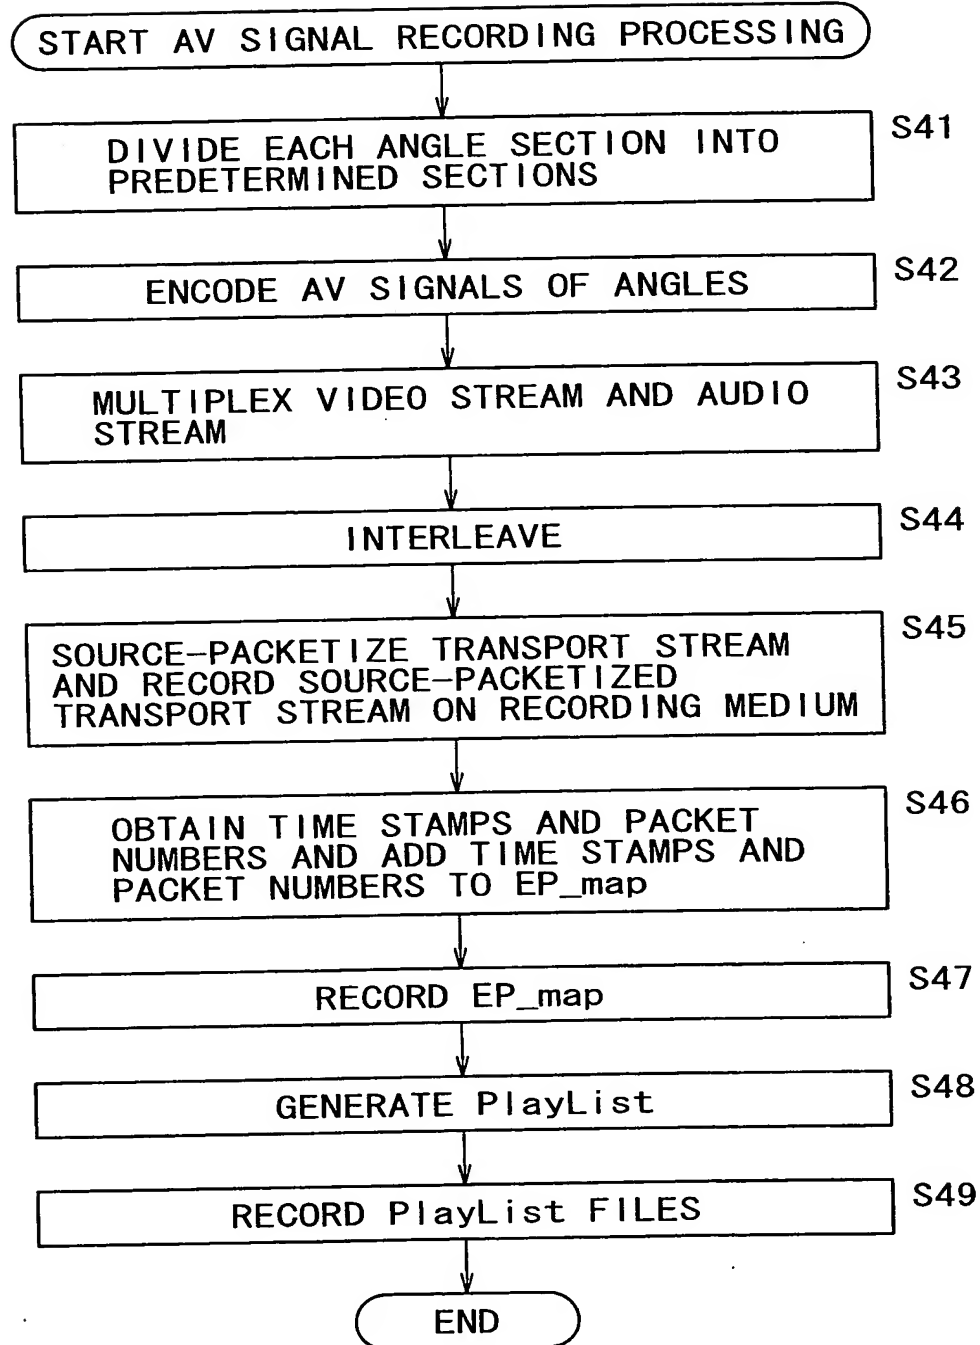 START AV SIGNAL RECORDING PROCESSING
S41
DIVIDE EACH ANGLE SECTION INTO
PREDETERMINED SECTIONS
S42
ENCODE AV SIGNALS OF ANGLES
S43
MULTIPLEX VIDEO STREAM AND AUDIO
STREAM
S44
INTERLEAVE
S45
SOURCE-PACKETIZE TRANSPORT STREAM
AND RECORD SOURCE-PACKETIZED
TRANSPORT STREAM ON RECORDING MEDIUM
S46
OBTAIN TIME STAMPS AND PACKET
NUMBERS AND ADD TIME STAMPS AND
PACKET NUMBERS TO EP_map
S47
RECORD EP_map
S48
GENERATE PlayList
S49
RECORD PlayList FILES
END